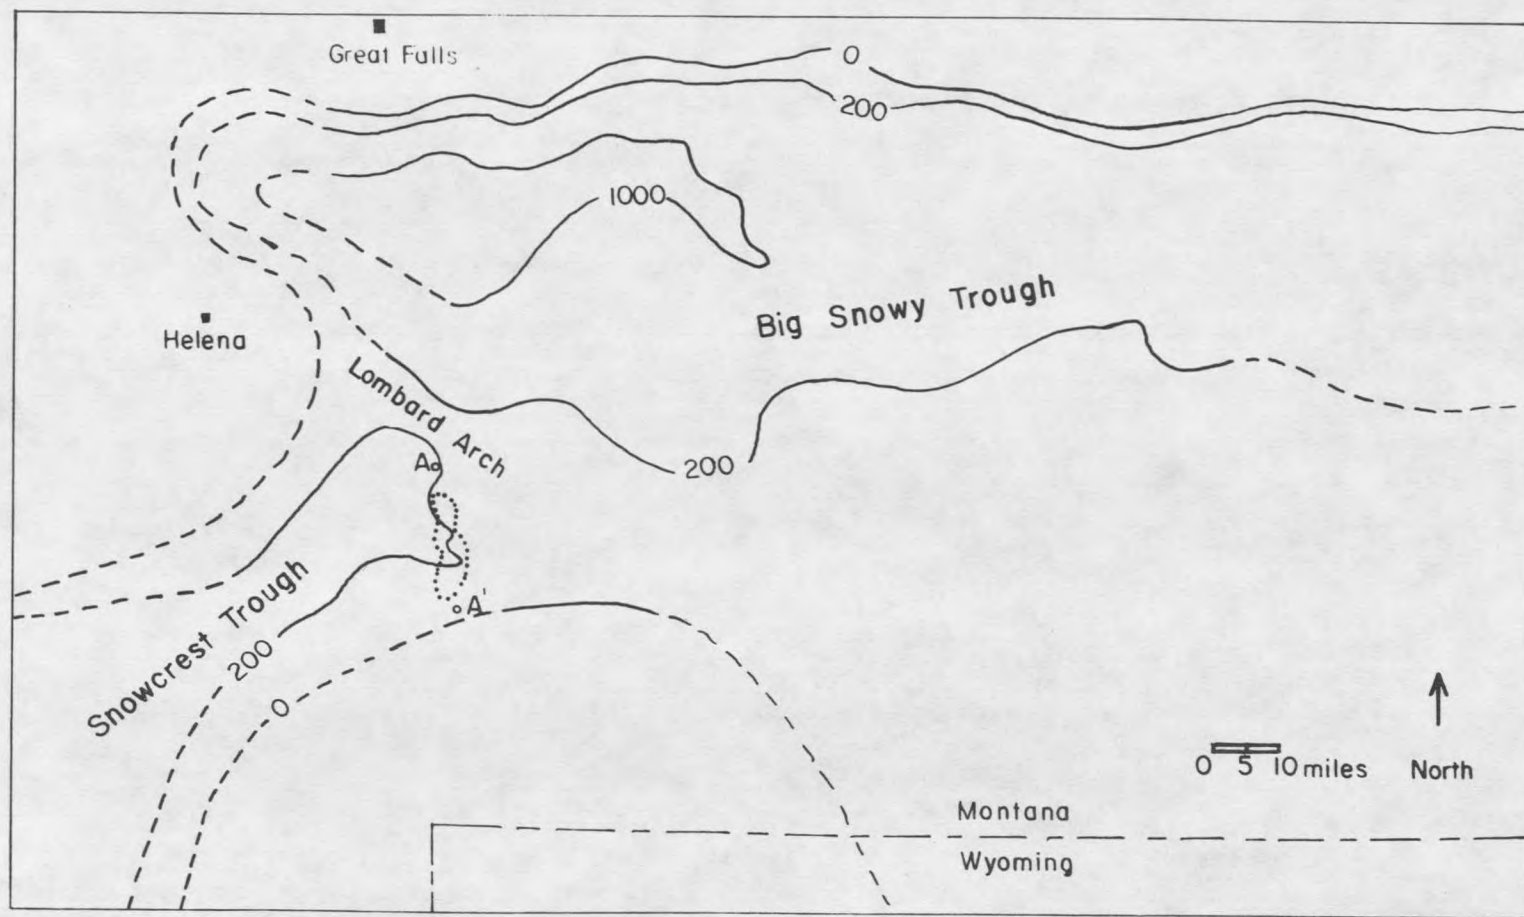 Great Falls
0
200
1000
Big Snowy Trough
Helena
Lombard Arch
A
200
A'
Snowcrest Trough
200
0
0 5 10 miles
North
Montana
Wyoming